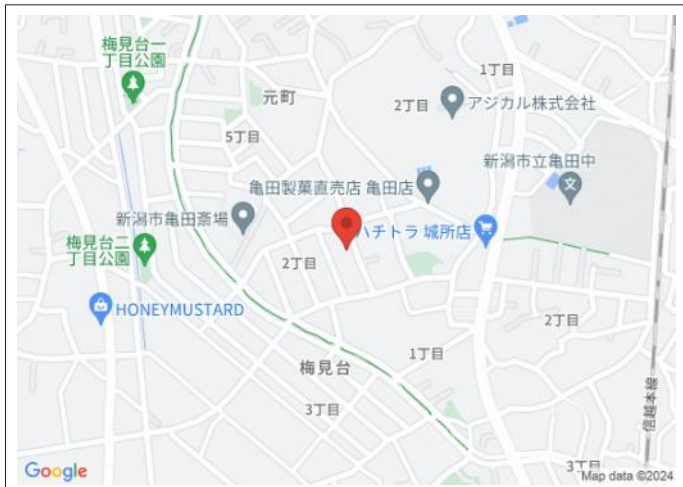 梅見台一
丁目公園
1丁目
元町
2丁目
アジカル株式会社
5丁目
新潟市立亀田中
亀田製菓直売店 亀田店
新潟市亀田斎場
ハチトラ 城所店
梅見台二
丁目公園
2丁目
HONEYMUSTARD
2丁目
1丁目
梅見台
3丁目
信越本線
3丁目
Google
Map data ©2024